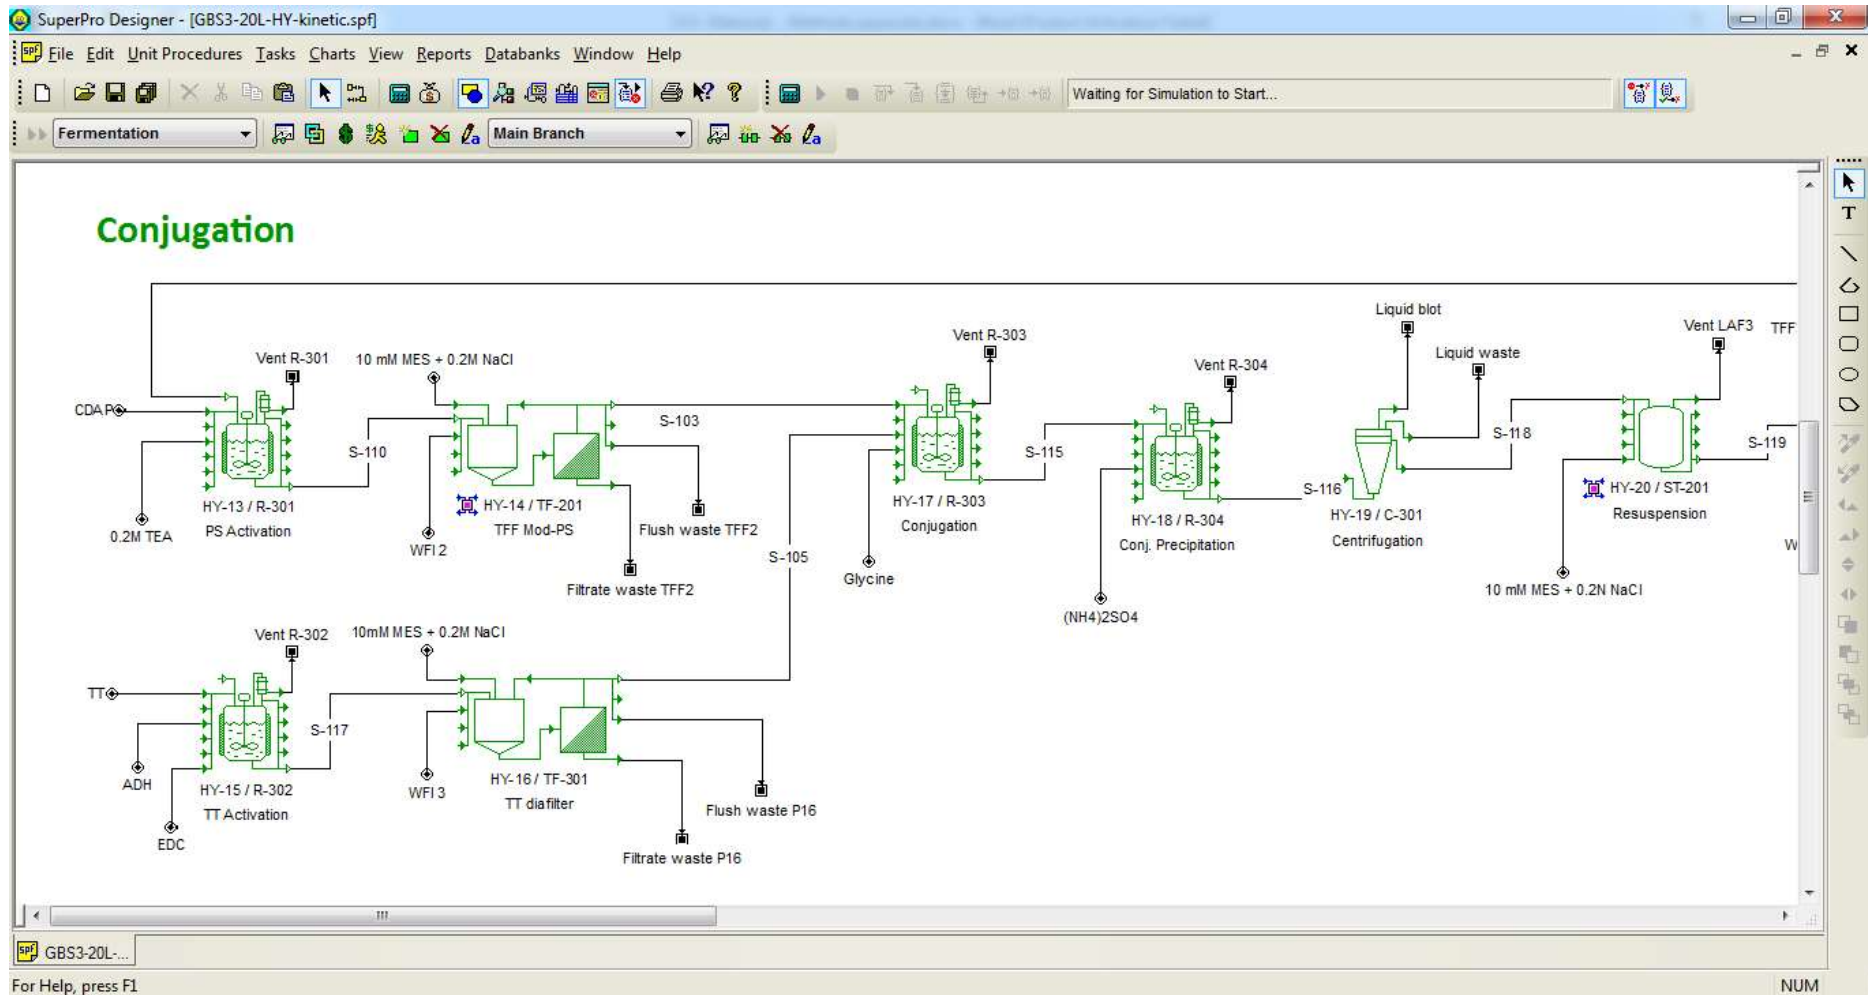 SuperPro Designer - [GBS3-20L-HY-kinetic.spf]
File Edit Unit Procedures Tasks Charts View Reports Databanks Window Help
Waiting for Simulation to Start...
Fermentation
Main Branch
Conjugation
Liquid blot
Vent R-303
Vent LAF3
TFF
Vent R-301
10 mM MES + 0.2M NaCl
Vent R-304
Liquid waste
CDAP
S-103
S-110
S-115
S-118
S-119
S-116
HY-13 / R-301
PS Activation
HY-14 / TF-201
TFF Mod-PS
HY-17 / R-303
Conjugation
HY-18 / R-304
Conj. Precipitation
HY-19 / C-301
Centrifugation
HY-20 / ST-201
Resuspension
0.2M TEA
WFI 2
Flush waste TFF2
S-105
W
Filtrate waste TFF2
Glycine
10 mM MES + 0.2N NaCl
(NH4)2SO4
Vent R-302
10mM MES + 0.2M NaCl
TT
S-117
ADH
HY-15 / R-302
TT Activation
WFI 3
HY-16 / TF-301
TT diafilter
Flush waste P16
EDC
Filtrate waste P16
GBS3-20L-...
For Help, press F1
NUM